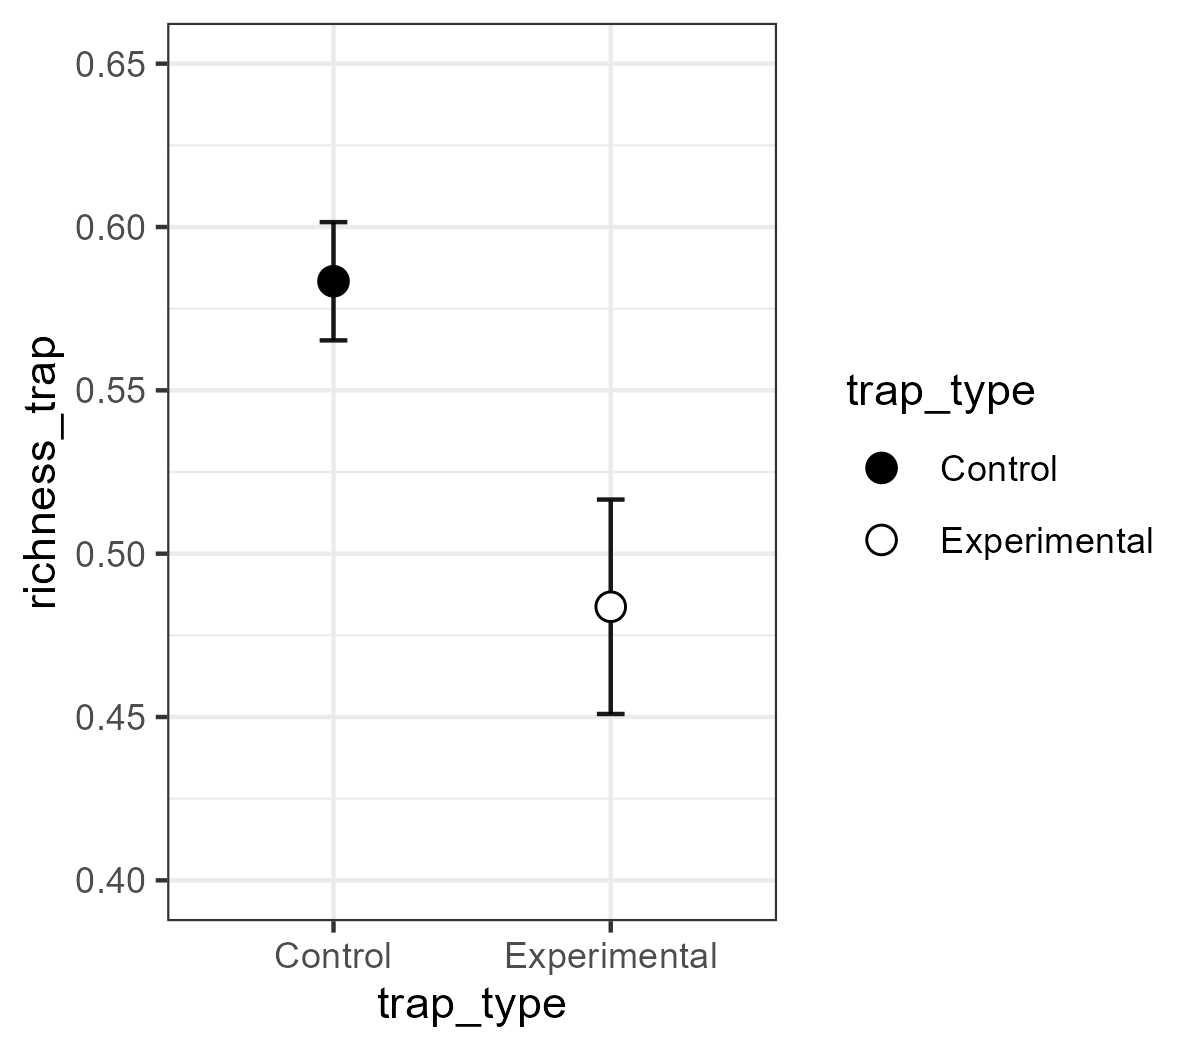 0.65
0.60
0.55
0.50
0.45
0.40
richness_trap
Control
Experimental
trap_type
trap_type
Control
Experimental